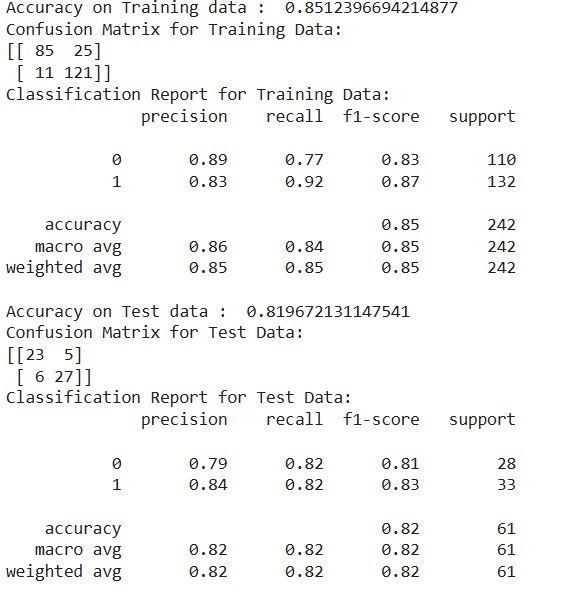 Accuracy on Training data :  0.8512396694214877
Confusion Matrix for Training Data:
[[ 85  25]
 [ 11 121]]
Classification Report for Training Data:
              precision    recall  f1-score   support

           0       0.89      0.77      0.83       110
           1       0.83      0.92      0.87       132

    accuracy                           0.85       242
   macro avg       0.86      0.84      0.85       242
weighted avg       0.85      0.85      0.85       242

Accuracy on Test data :  0.819672131147541
Confusion Matrix for Test Data:
[[23  5]
 [ 6 27]]
Classification Report for Test Data:
              precision    recall  f1-score   support

           0       0.79      0.82      0.81        28
           1       0.84      0.82      0.83        33

    accuracy                           0.82        61
   macro avg       0.82      0.82      0.82        61
weighted avg       0.82      0.82      0.82        61